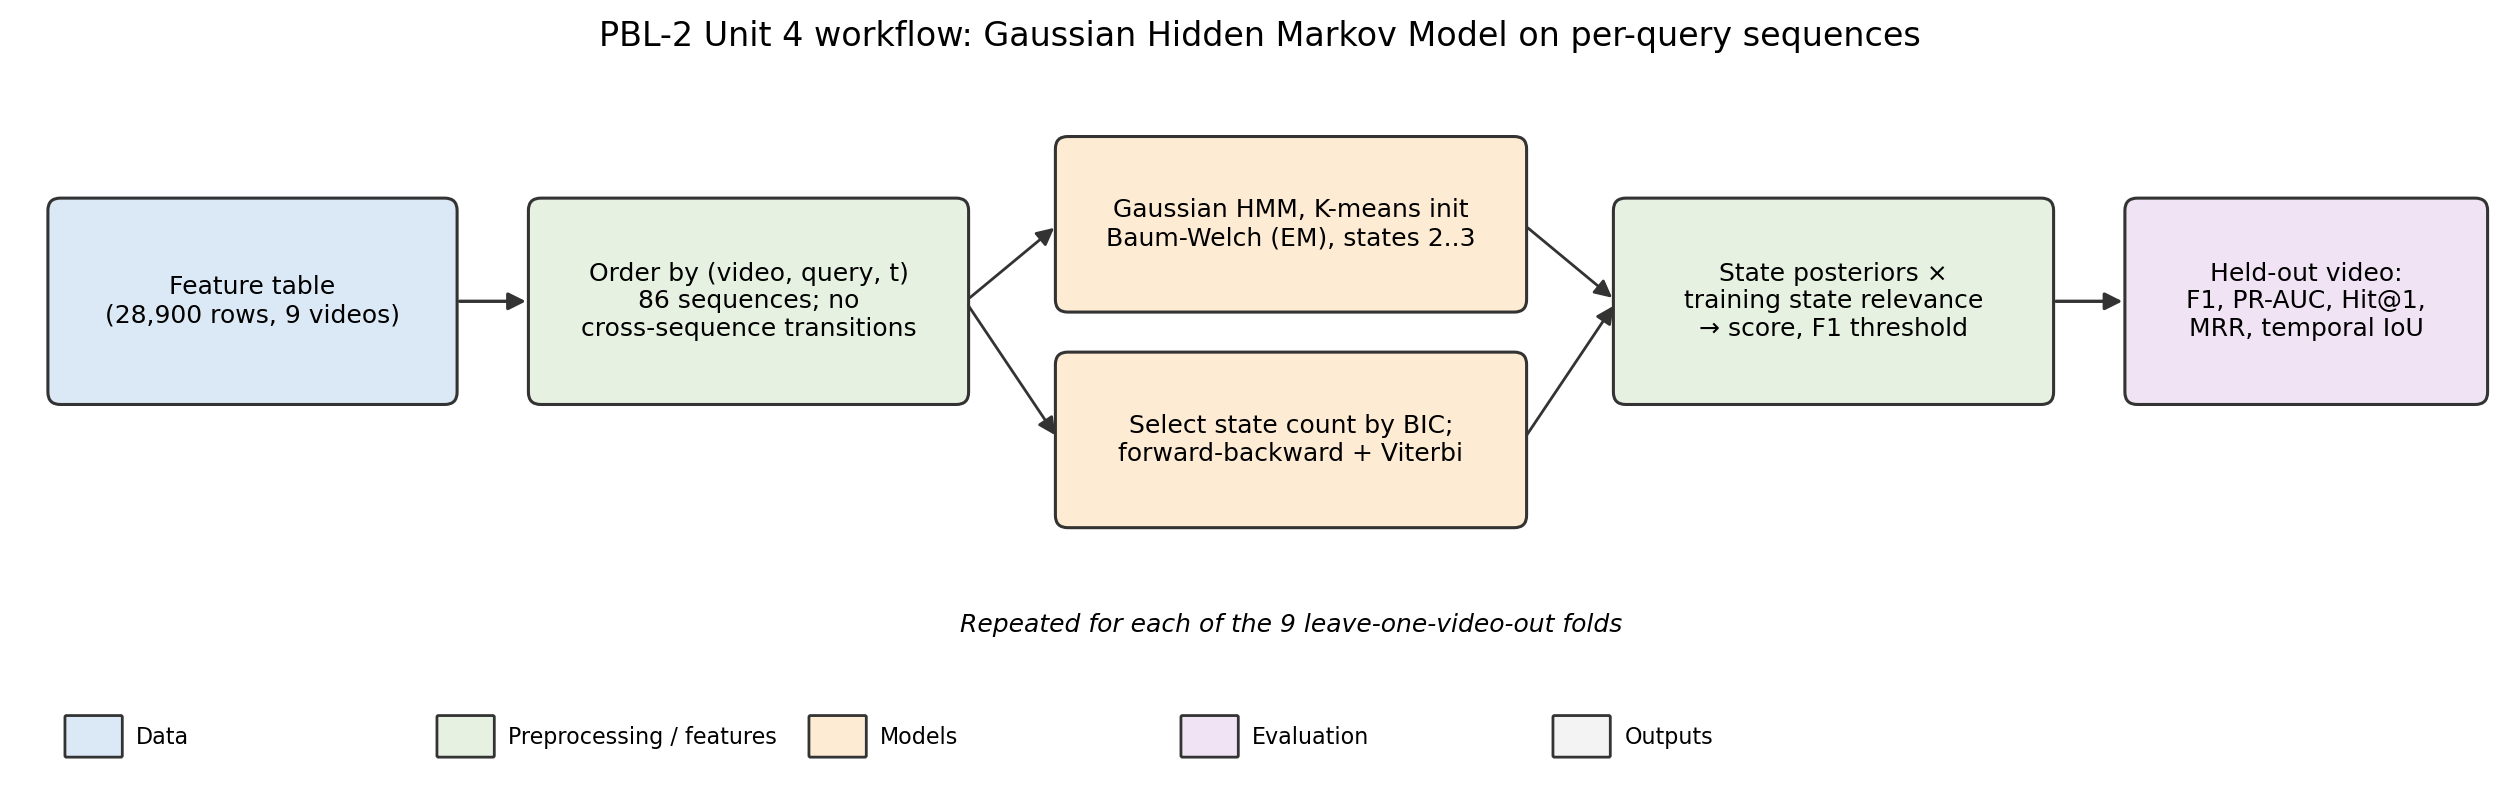 PBL-2 Unit 4 workflow: Gaussian Hidden Markov Model on per-query sequences
Feature table
(28,900 rows, 9 videos)
Order by (video, query, t)
86 sequences; no
cross-sequence transitions
Gaussian HMM, K-means init
Baum-Welch (EM), states 2..3
Select state count by BIC;
forward-backward + Viterbi
State posteriors ×
training state relevance
→ score, F1 threshold
Held-out video:
F1, PR-AUC, Hit@1,
MRR, temporal IoU
Repeated for each of the 9 leave-one-video-out folds
Data
Preprocessing / features
Models
Evaluation
Outputs